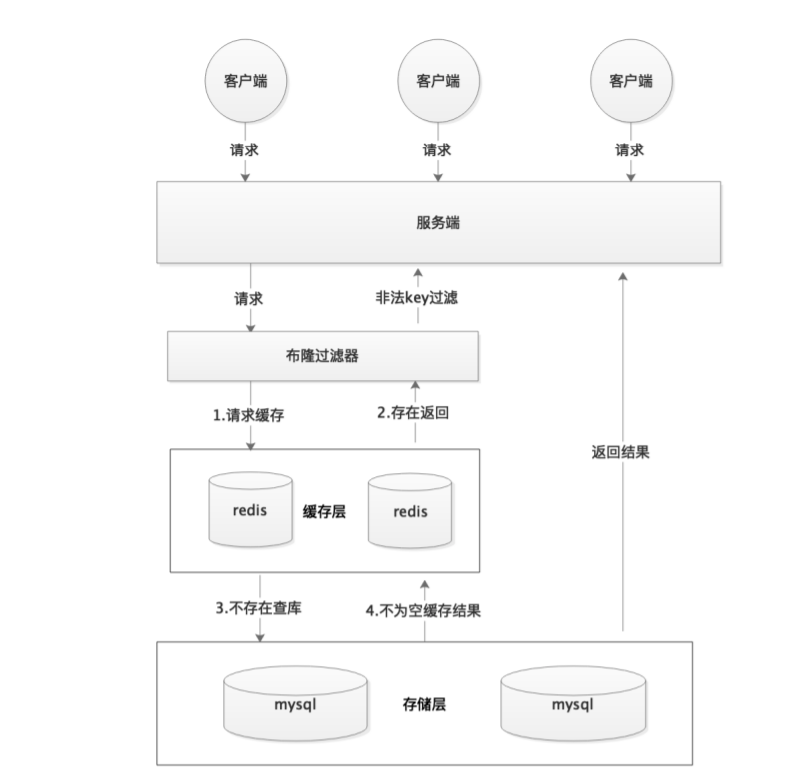 客户端
客户端
客户端
请求
请求
请求
服务端
请求
非法key过滤
布隆过滤器
1.请求缓存
2.存在返回
返回结果
redis
缓存层
redis
3.不存在查库
4.不为空缓存结果
mysql
存储层
mysql